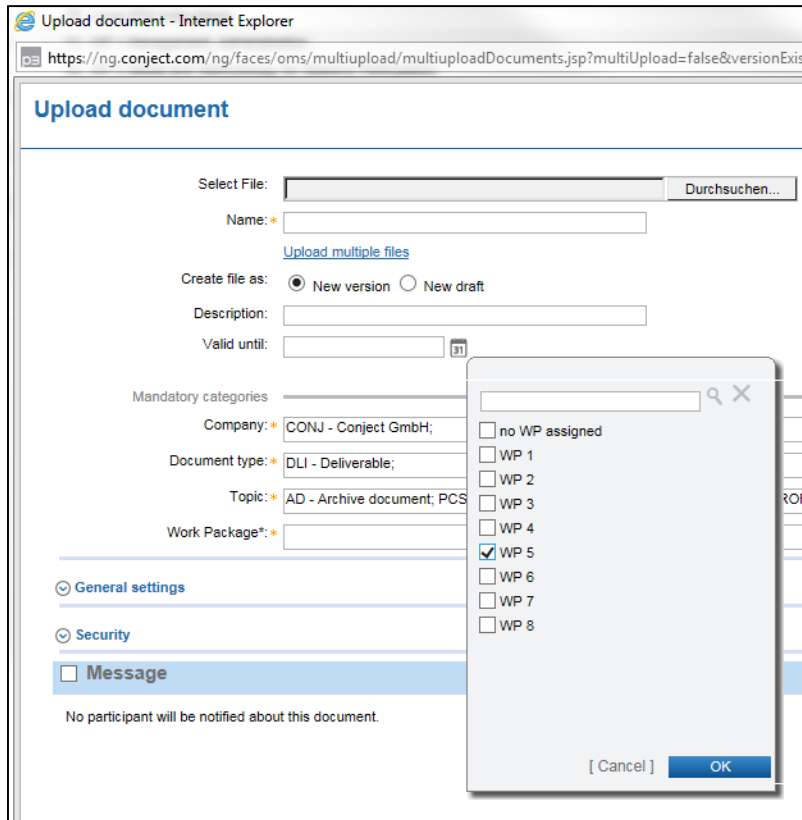 Upload document - Internet Explorer
https://ng.conject.com/ng/faces/oms/multiupload/multiuploadDocuments.jsp?multiUpload=false&versionExis
Upload document
Select File:
Durchsuchen...
Name:*
Upload multiple files
Create file as: New version New draft
Description:
Valid until:
31
Mandatory categories
Company:* CONJ - Conject GmbH;
Document type:* DLI - Deliverable;
Topic:* AD - Archive document; PCS
Work Package*:*
no WP assigned
WP 1
WP 2
WP 3
WP 4
WP 5
WP 6
WP 7
WP 8
[ Cancel ] OK
General settings
Security
Message
No participant will be notified about this document.